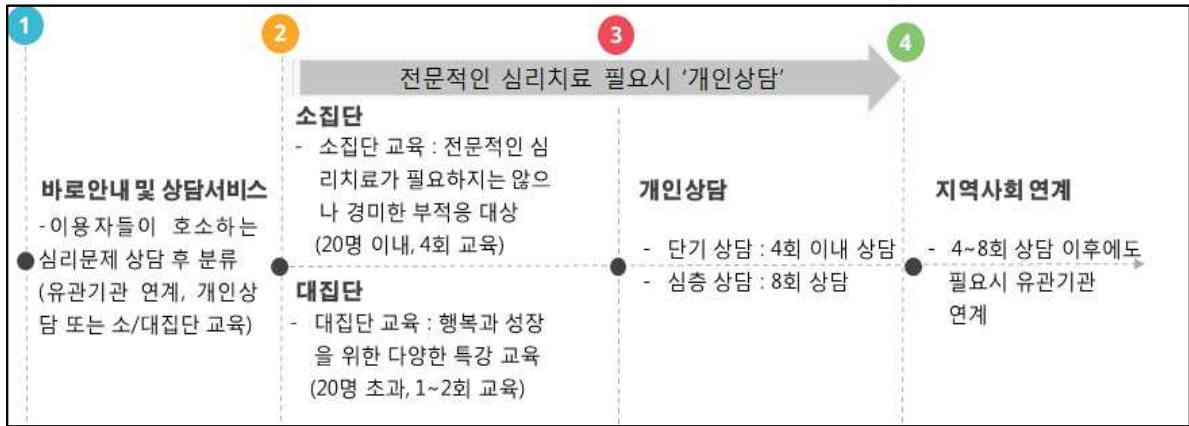 1
2
3
4
전문적인 심리치료 필요시 ‘개인상담’
바로안내 및 상담서비스
-이용자들이 호소하는
심리문제 상담 후 분류
(유관기관 연계, 개인상
담 또는 소/대집단 교육)
소집단
- 소집단 교육 : 전문적인 심
리치료가 필요하지는 않으
나 경미한 부적응 대상
(20명 이내, 4회 교육)
대집단
- 대집단 교육 : 행복과 성장
을 위한 다양한 특강 교육
(20명 초과, 1~2회 교육)
개인상담
- 단기 상담 : 4회 이내 상담
- 심층 상담 : 8회 상담
지역사회 연계
- 4~8회 상담 이후에도
필요시 유관기관
연계